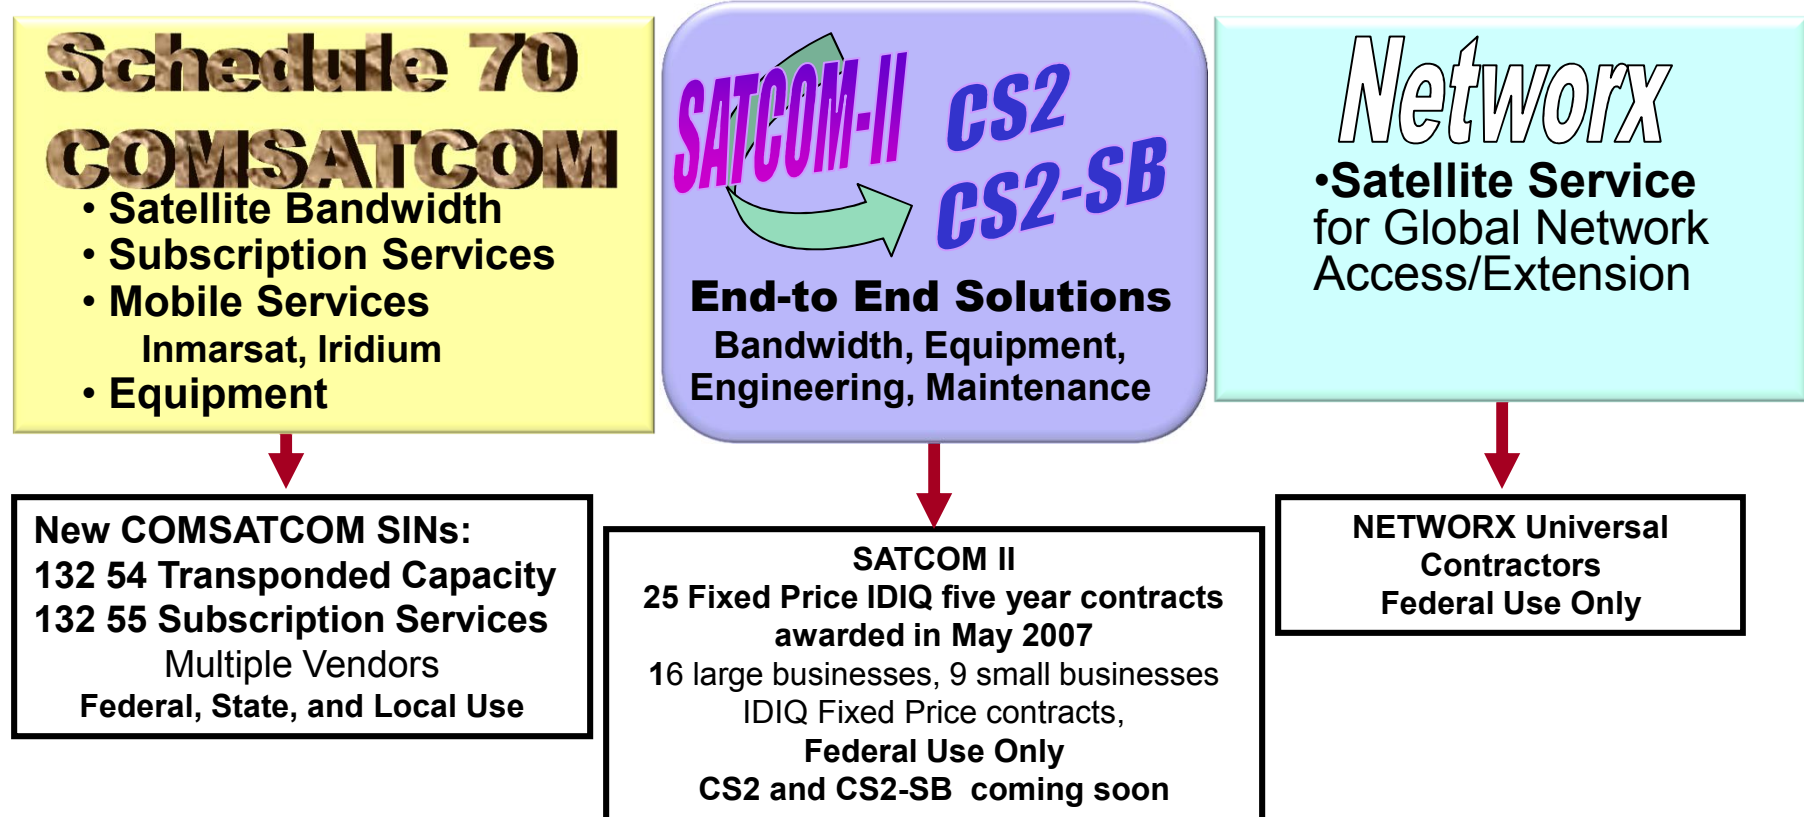 Schedule 70
COMSATCOM
• Satellite Bandwidth
• Subscription Services
• Mobile Services
Inmarsat, Iridium
• Equipment
New COMSATCOM SINs:
132 54 Transponded Capacity
132 55 Subscription Services
Multiple Vendors
Federal, State, and Local Use
SATCOM-II
CS2
CS2-SB
End-to End Solutions
Bandwidth, Equipment,
Engineering, Maintenance
SATCOM II
25 Fixed Price IDIQ five year contracts
awarded in May 2007
16 large businesses, 9 small businesses
IDIQ Fixed Price contracts,
Federal Use Only
CS2 and CS2-SB coming soon
Networx
•Satellite Service
for Global Network
Access/Extension
NETWORX Universal
Contractors
Federal Use Only